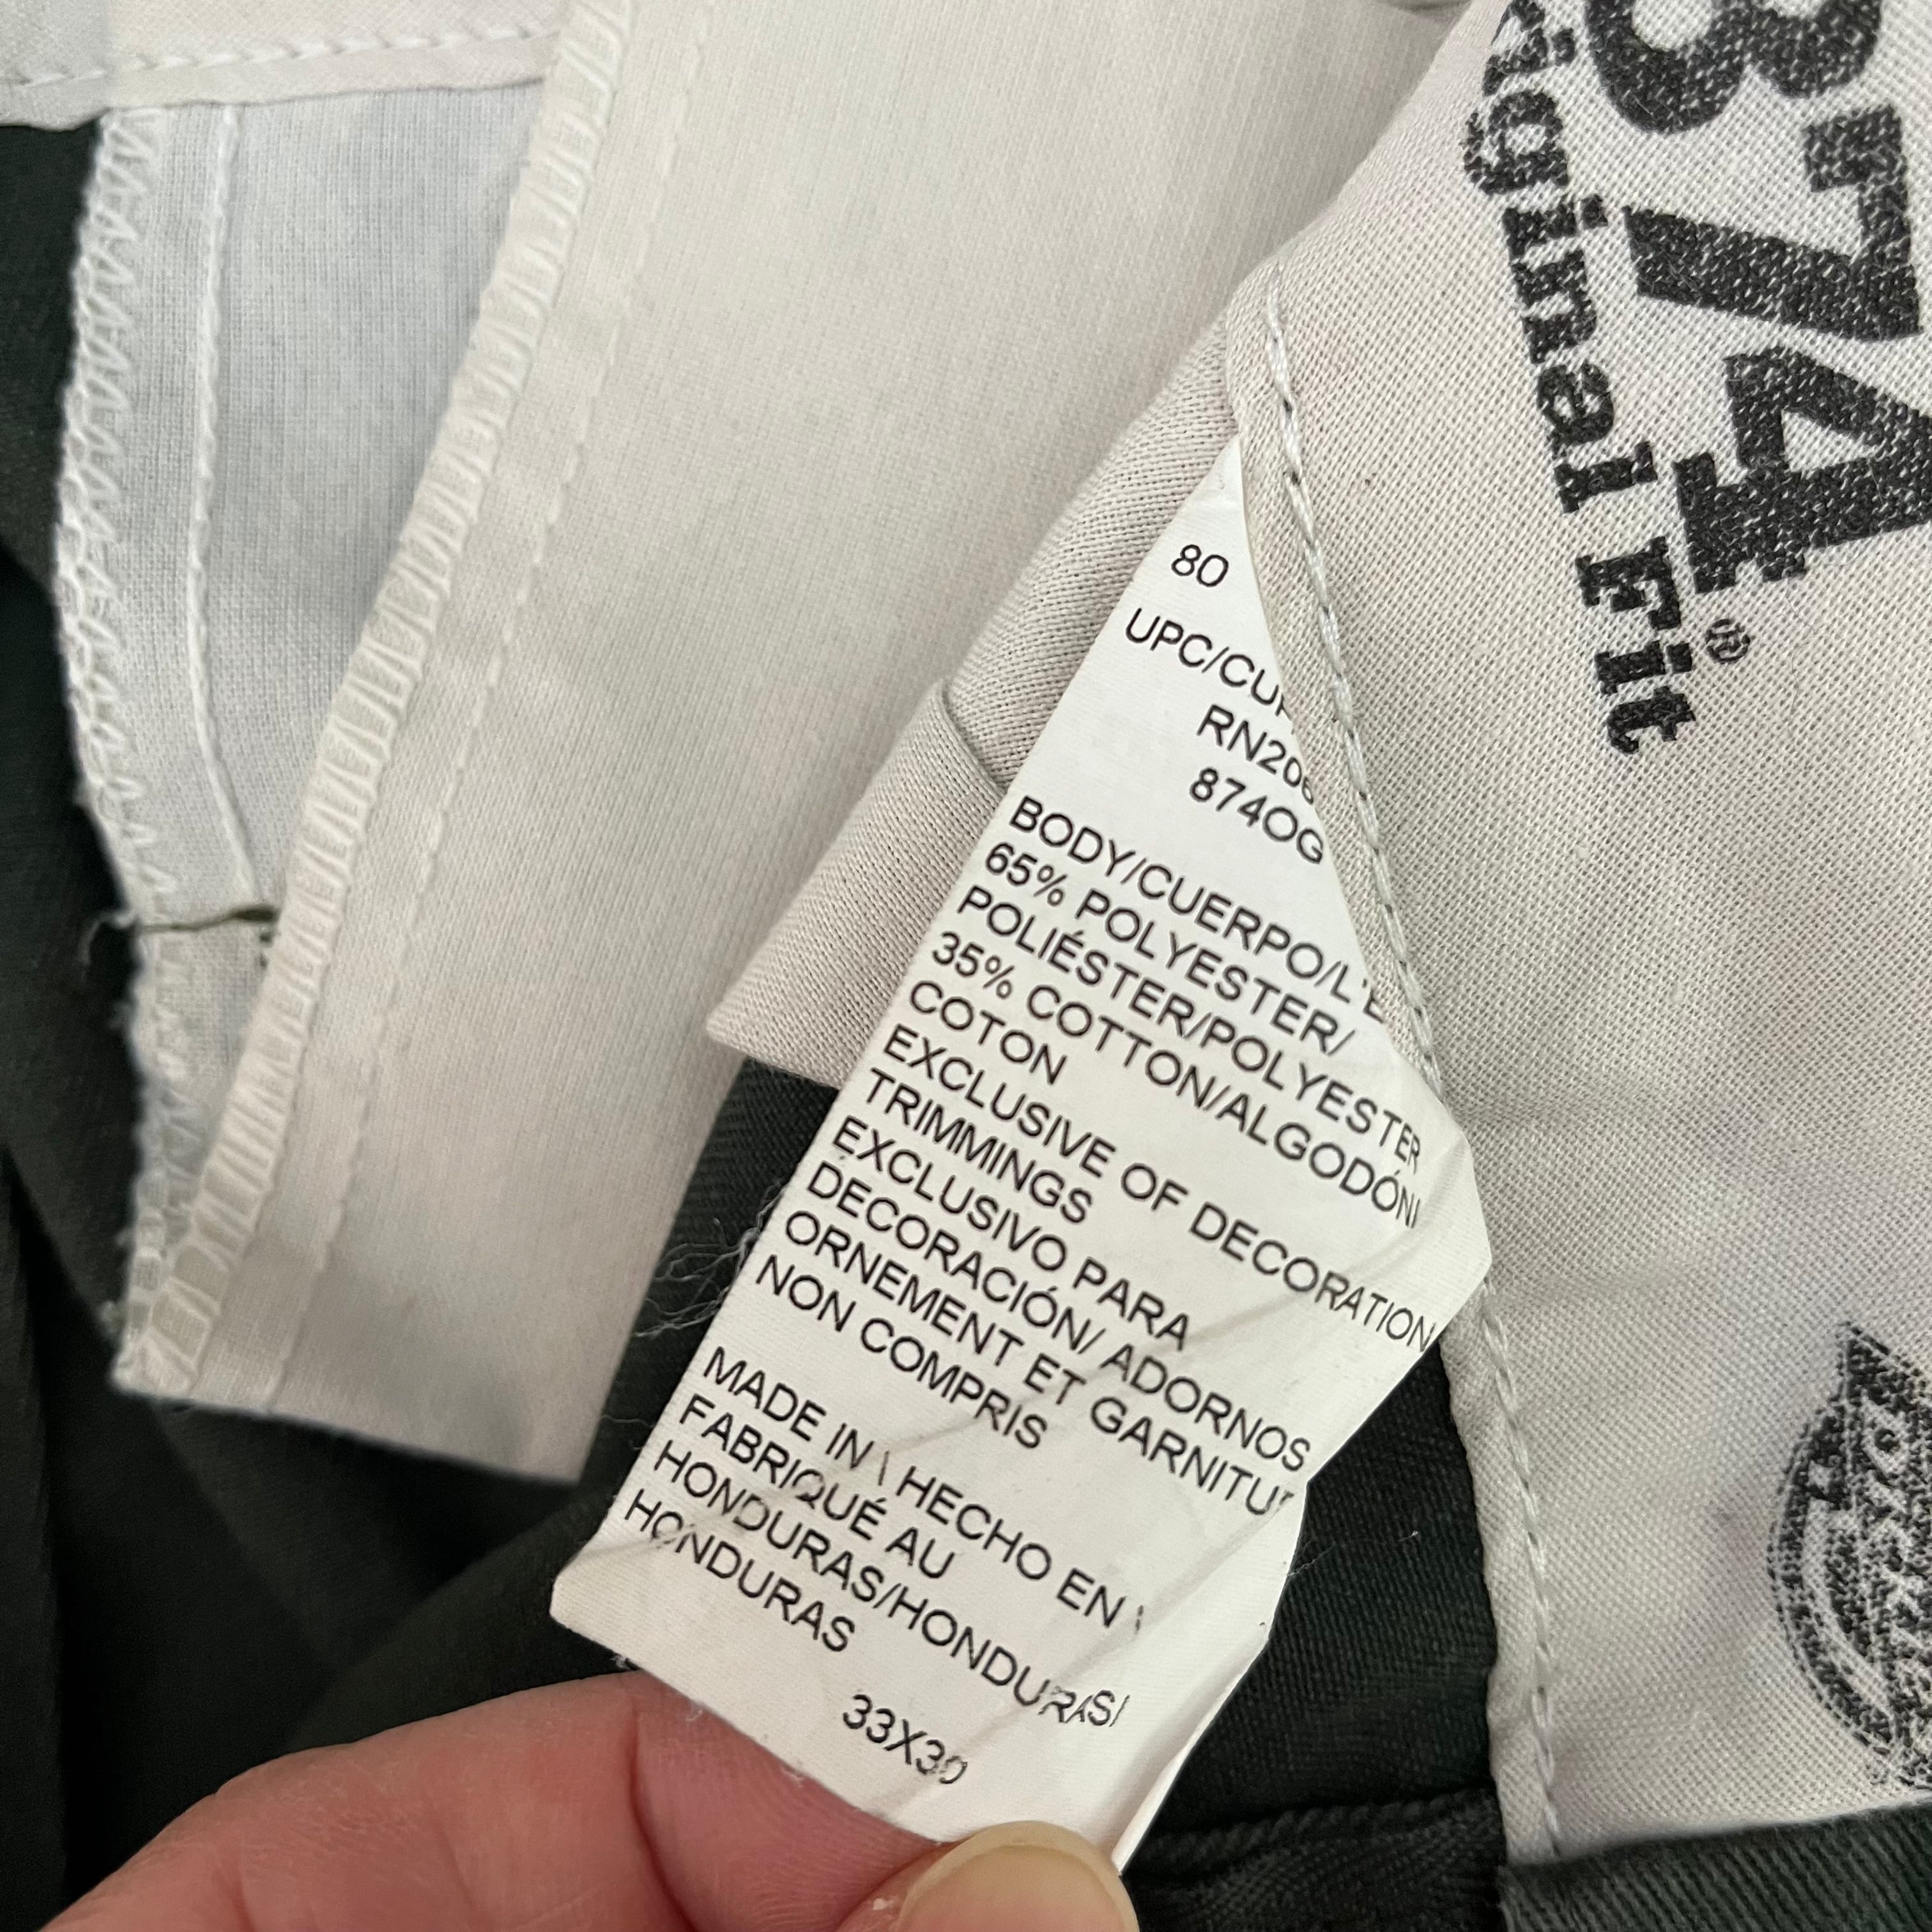 874
Original Fit®
Dickies
80
UPC/CUP
874OG
BODY/CUERPO/L'E
65% POLYESTER/
POLIÉSTER/POLYESTER
35% COTTON/ALGODÓN/
COTON
EXCLUSIVE OF DECORATION
TRIMMINGS
EXCLUSIVO PARA
DECORACIÓN/ ADORNOS
ORNEMENT ET GARNITU
NON COMPRIS
MADE IN \ HECHO EN \
FABRIQUÉ AU
HONDURAS/HONDURAS/
HONDURAS
33X30